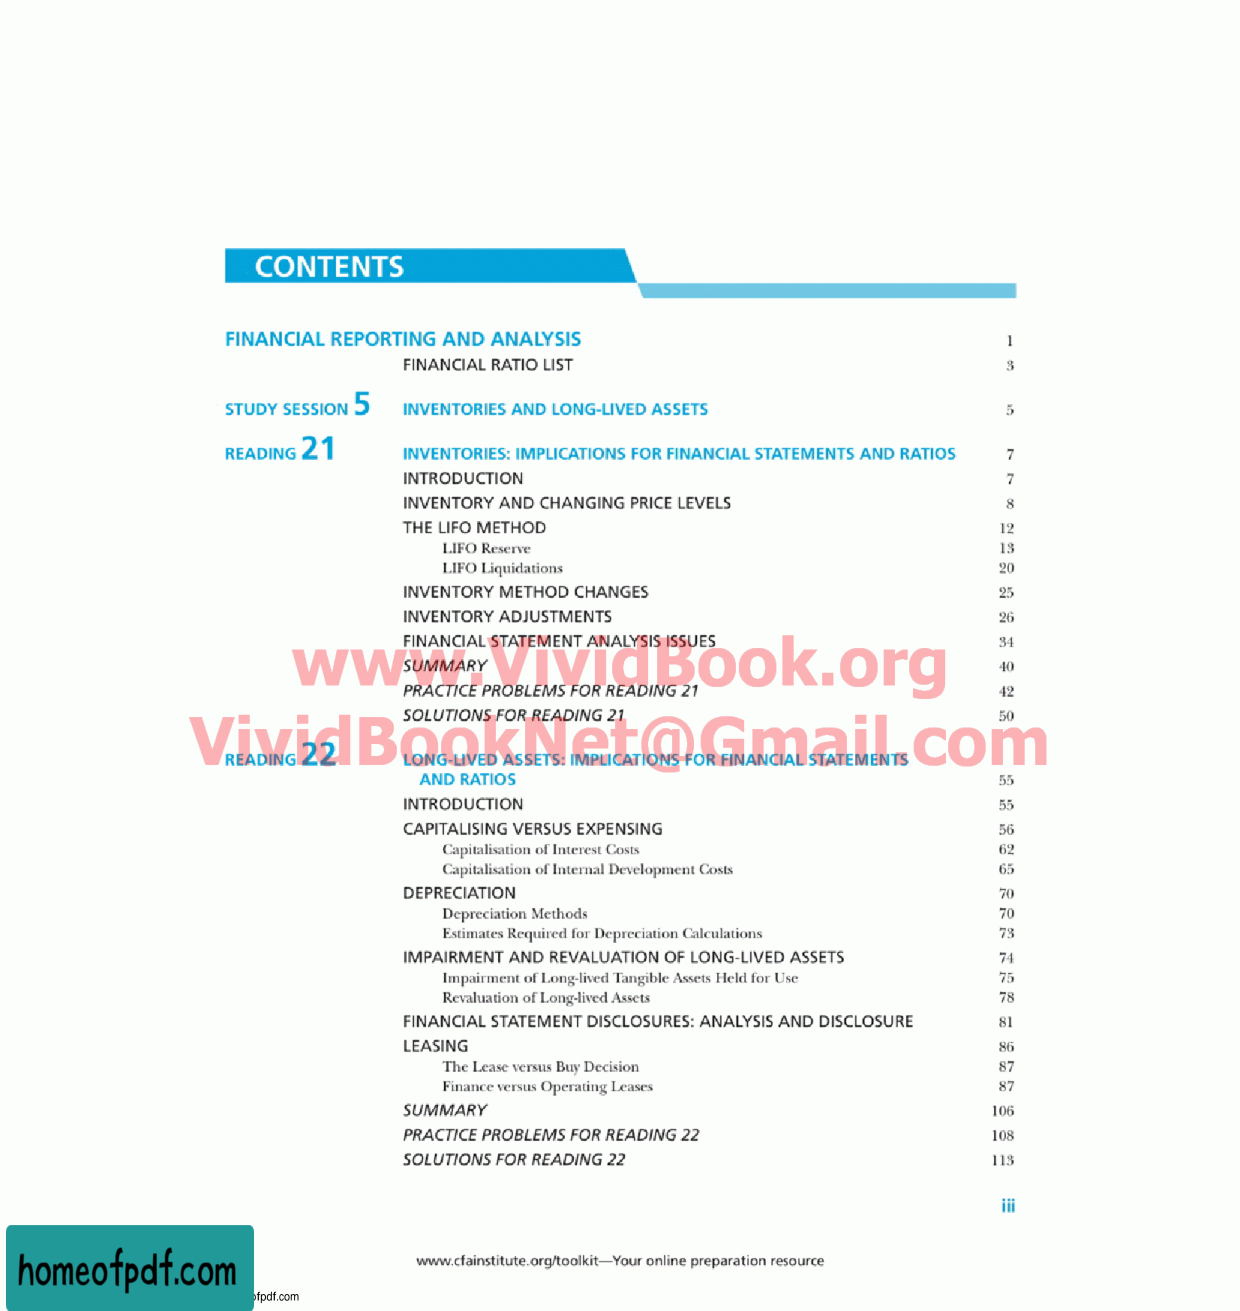 CONTENTS
FINANCIAL REPORTING AND ANALYSIS 1
FINANCIAL RATIO LIST 3
STUDY SESSION 5 INVENTORIES AND LONG-LIVED ASSETS 5
READING 21 INVENTORIES: IMPLICATIONS FOR FINANCIAL STATEMENTS AND RATIOS 7
INTRODUCTION 7
INVENTORY AND CHANGING PRICE LEVELS 8
THE LIFO METHOD 12
LIFO Reserve 13
LIFO Liquidations 20
INVENTORY METHOD CHANGES 25
INVENTORY ADJUSTMENTS 26
FINANCIAL STATEMENT ANALYSIS ISSUES 34
www.VividBook.org
SUMMARY 40
PRACTICE PROBLEMS FOR READING 21 42
SOLUTIONS FOR READING 21 50
VividBookNet@Gmail.com
READING 22 LONG-LIVED ASSETS: IMPLICATIONS FOR FINANCIAL STATEMENTS
AND RATIOS 55
INTRODUCTION 55
CAPITALISING VERSUS EXPENSING 56
Capitalisation of Interest Costs 62
Capitalisation of Internal Development Costs 65
DEPRECIATION 70
Depreciation Methods 70
Estimates Required for Depreciation Calculations 73
IMPAIRMENT AND REVALUATION OF LONG-LIVED ASSETS 74
Impairment of Long-lived Tangible Assets Held for Use 75
Revaluation of Long-lived Assets 78
FINANCIAL STATEMENT DISCLOSURES: ANALYSIS AND DISCLOSURE 81
LEASING 86
The Lease versus Buy Decision 87
Finance versus Operating Leases 87
SUMMARY 106
PRACTICE PROBLEMS FOR READING 22 108
SOLUTIONS FOR READING 22 113
iii
www.cfainstitute.org/toolkit—Your online preparation resource
homeofpdf.com
ofpdf.com